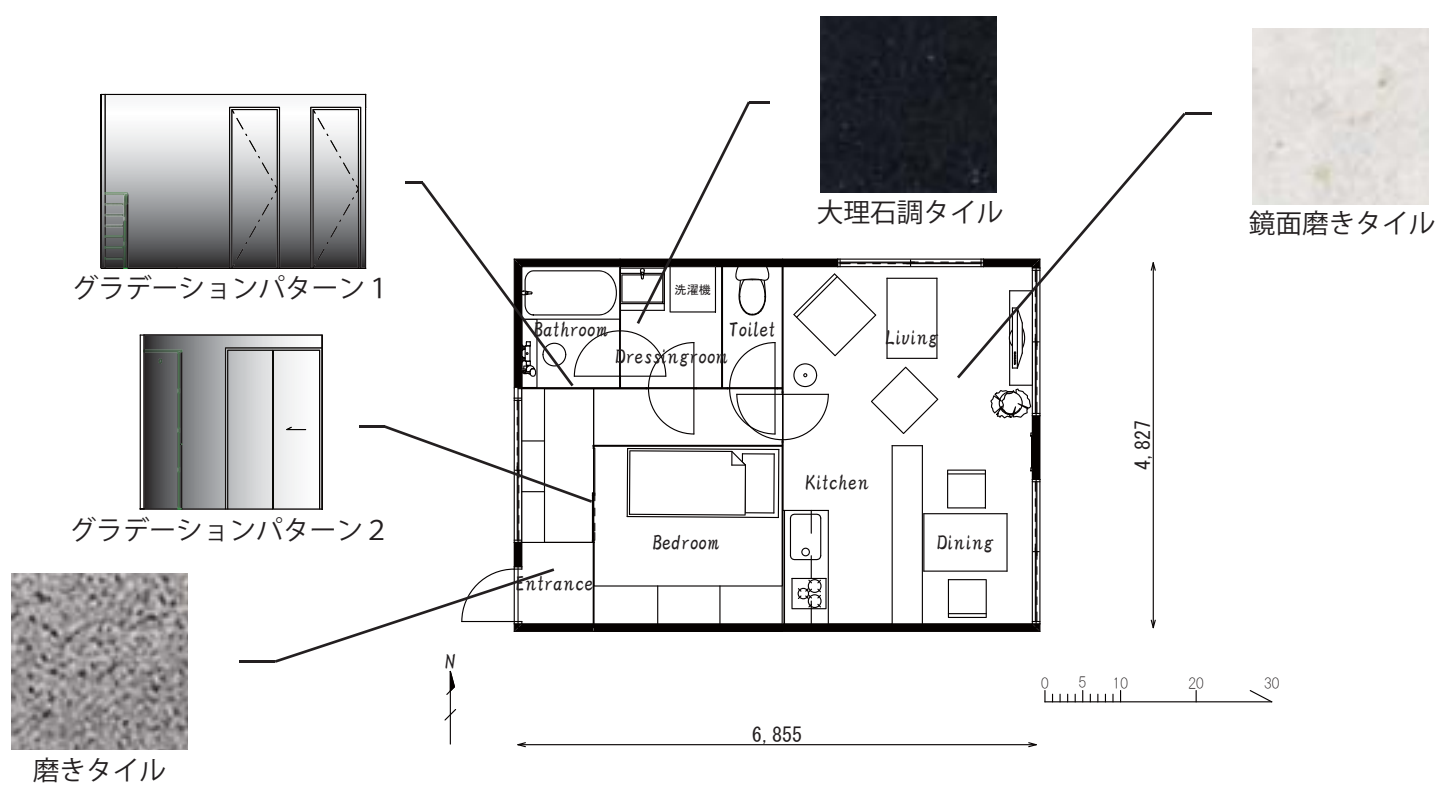 大理石調タイル
鏡面磨きタイル
グラデーションパターン1
グラデーションパターン2
磨きタイル
洗濯機
Bathroom
Toilet
Living
Dressingroom
Kitchen
Bedroom
Dining
Entrance
4,827
6,855
N
0 5 10 20 30